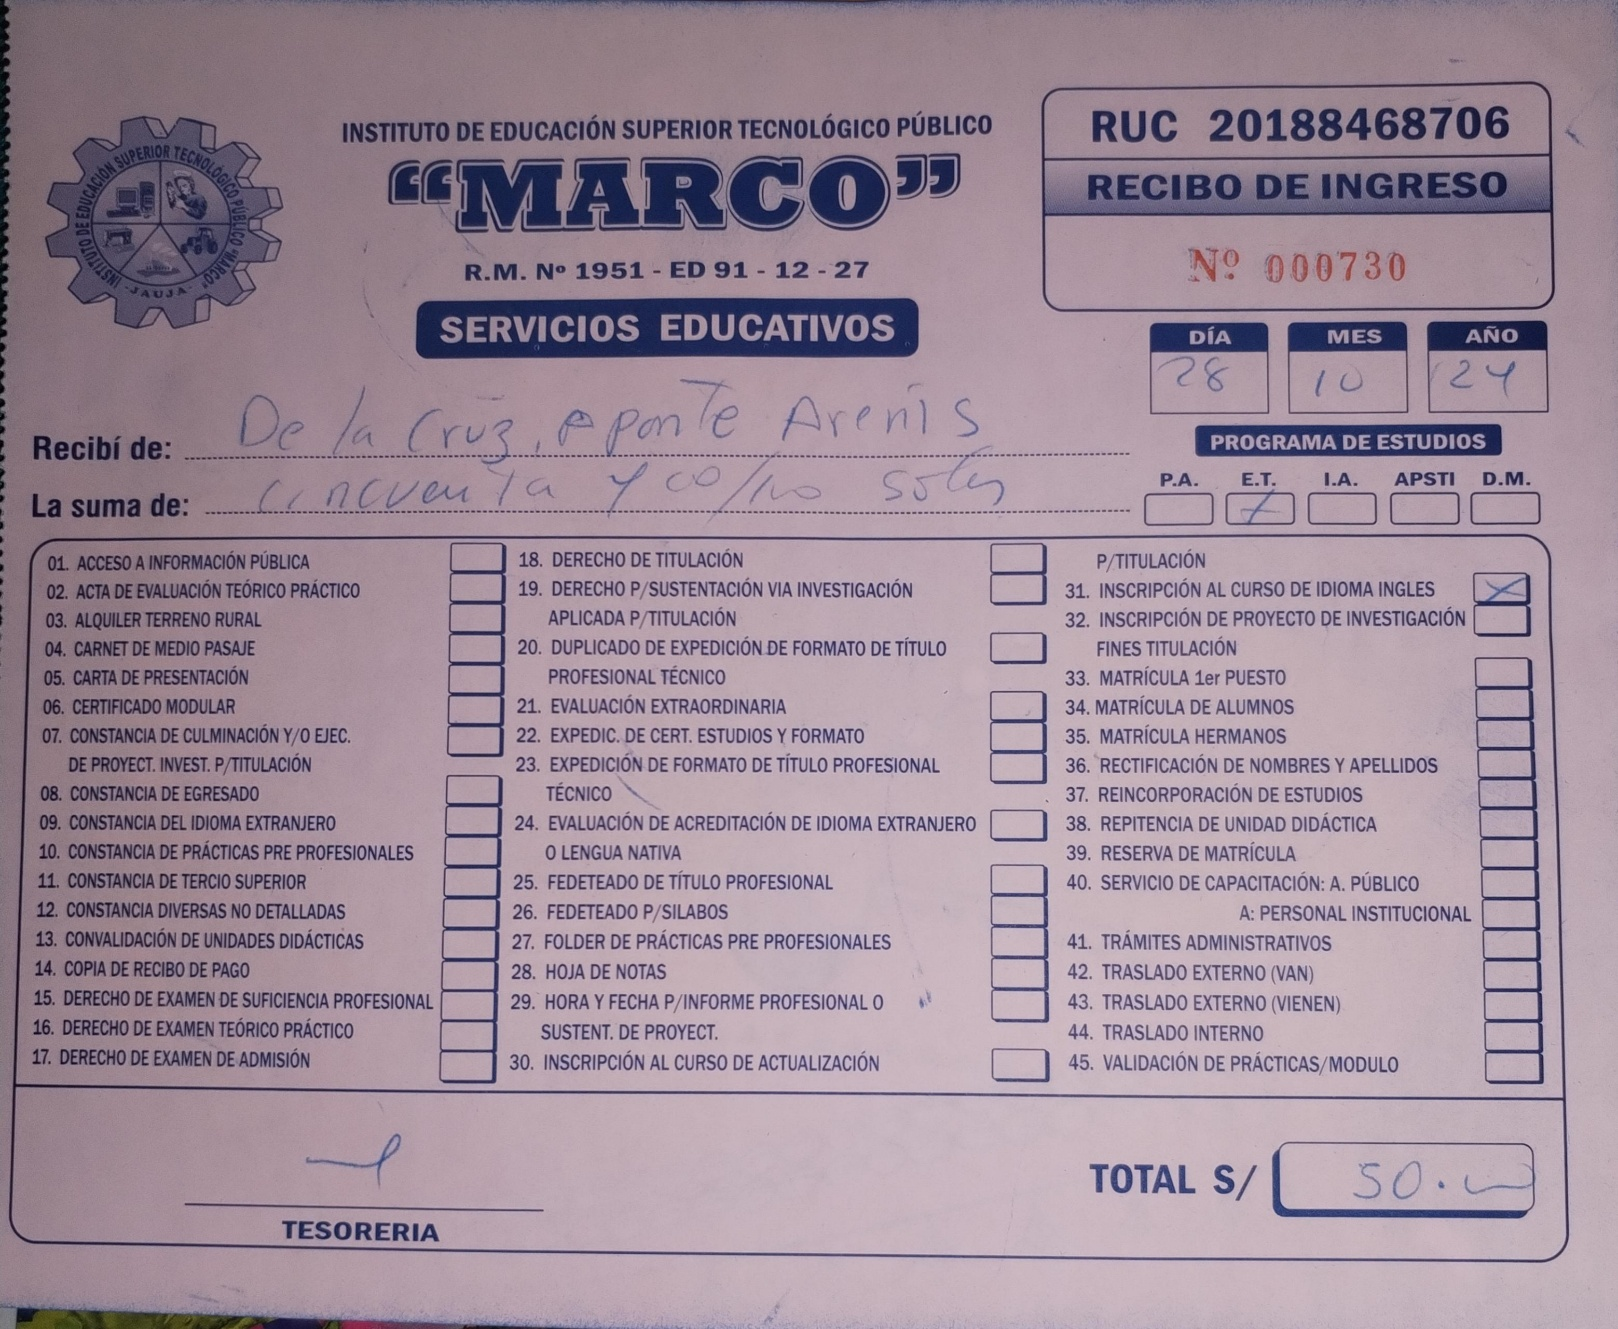 INSTITUTO DE EDUCACIÓN SUPERIOR TECNOLÓGICO PÚBLICO "MARCO"
- JAUJA -
INSTITUTO DE EDUCACIÓN SUPERIOR TECNOLÓGICO PÚBLICO
“MARCO”
R.M. Nº 1951 - ED 91 - 12 - 27
SERVICIOS EDUCATIVOS
RUC 20188468706
RECIBO DE INGRESO
Nº 000730
DÍA MES AÑO
28 10 24
Recibí de: De la Cruz, Aponte Arenis
La suma de: cincuenta y 00/100 soles
PROGRAMA DE ESTUDIOS
P.A. E.T. I.A. APSTI D.M.
X
01. ACCESO A INFORMACIÓN PÚBLICA
02. ACTA DE EVALUACIÓN TEÓRICO PRÁCTICO
03. ALQUILER TERRENO RURAL
04. CARNET DE MEDIO PASAJE
05. CARTA DE PRESENTACIÓN
06. CERTIFICADO MODULAR
07. CONSTANCIA DE CULMINACIÓN Y/O EJEC.
DE PROYECT. INVEST. P/TITULACIÓN
08. CONSTANCIA DE EGRESADO
09. CONSTANCIA DEL IDIOMA EXTRANJERO
10. CONSTANCIA DE PRÁCTICAS PRE PROFESIONALES
11. CONSTANCIA DE TERCIO SUPERIOR
12. CONSTANCIA DIVERSAS NO DETALLADAS
13. CONVALIDACIÓN DE UNIDADES DIDÁCTICAS
14. COPIA DE RECIBO DE PAGO
15. DERECHO DE EXAMEN DE SUFICIENCIA PROFESIONAL
16. DERECHO DE EXAMEN TEÓRICO PRÁCTICO
17. DERECHO DE EXAMEN DE ADMISIÓN
18. DERECHO DE TITULACIÓN
19. DERECHO P/SUSTENTACIÓN VIA INVESTIGACIÓN
APLICADA P/TITULACIÓN
20. DUPLICADO DE EXPEDICIÓN DE FORMATO DE TÍTULO
PROFESIONAL TÉCNICO
21. EVALUACIÓN EXTRAORDINARIA
22. EXPEDIC. DE CERT. ESTUDIOS Y FORMATO
23. EXPEDICIÓN DE FORMATO DE TÍTULO PROFESIONAL
TÉCNICO
24. EVALUACIÓN DE ACREDITACIÓN DE IDIOMA EXTRANJERO
O LENGUA NATIVA
25. FEDETEADO DE TÍTULO PROFESIONAL
26. FEDETEADO P/SILABOS
27. FOLDER DE PRÁCTICAS PRE PROFESIONALES
28. HOJA DE NOTAS
29. HORA Y FECHA P/INFORME PROFESIONAL O
SUSTENT. DE PROYECT.
30. INSCRIPCIÓN AL CURSO DE ACTUALIZACIÓN
P/TITULACIÓN
31. INSCRIPCIÓN AL CURSO DE IDIOMA INGLES X
32. INSCRIPCIÓN DE PROYECTO DE INVESTIGACIÓN
FINES TITULACIÓN
33. MATRÍCULA 1er PUESTO
34. MATRÍCULA DE ALUMNOS
35. MATRÍCULA HERMANOS
36. RECTIFICACIÓN DE NOMBRES Y APELLIDOS
37. REINCORPORACIÓN DE ESTUDIOS
38. REPITENCIA DE UNIDAD DIDÁCTICA
39. RESERVA DE MATRÍCULA
40. SERVICIO DE CAPACITACIÓN: A. PÚBLICO
A: PERSONAL INSTITUCIONAL
41. TRÁMITES ADMINISTRATIVOS
42. TRASLADO EXTERNO (VAN)
43. TRASLADO EXTERNO (VIENEN)
44. TRASLADO INTERNO
45. VALIDACIÓN DE PRÁCTICAS/MODULO
TESORERIA
TOTAL S/ 50.00